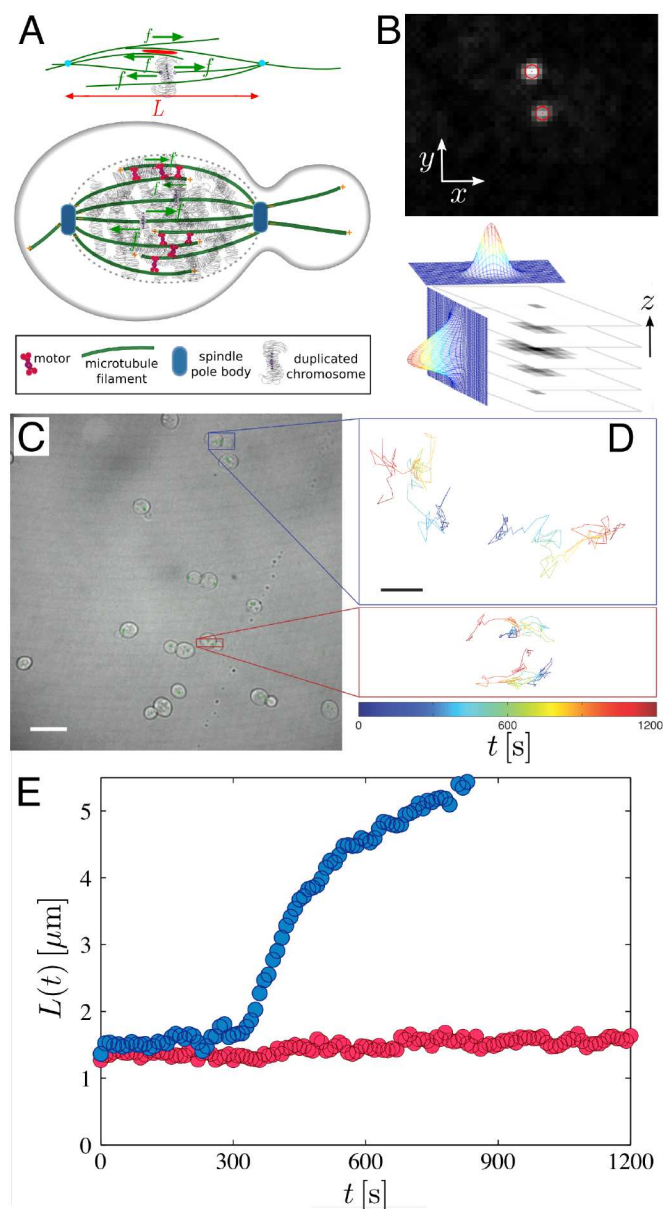 A
f
f
f
f
L
f
f
f
f
motor
microtubule
filament
spindle
pole body
duplicated
chromosome
B
y
x
z
C
D
0
600
1200
t [s]
E
L(t) [μm]
5
4
3
2
1
0
0
300
600
900
1200
t [s]